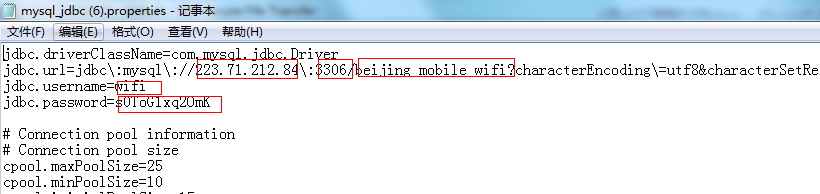 mysql_jdbc (6).properties - 记事本
文件(F) 编辑(E) 格式(O) 查看(V) 帮助(H)
jdbc.driverClassName=com.mysql.jdbc.Driver
jdbc.url=jdbc\:mysql\://223.71.212.84\:3306/beijing_mobile_wifi?characterEncoding\=utf8&characterSetRe
jdbc.username=wifi
jdbc.password=
# Connection pool information
# Connection pool size
cpool.maxPoolSize=25
cpool.minPoolSize=10